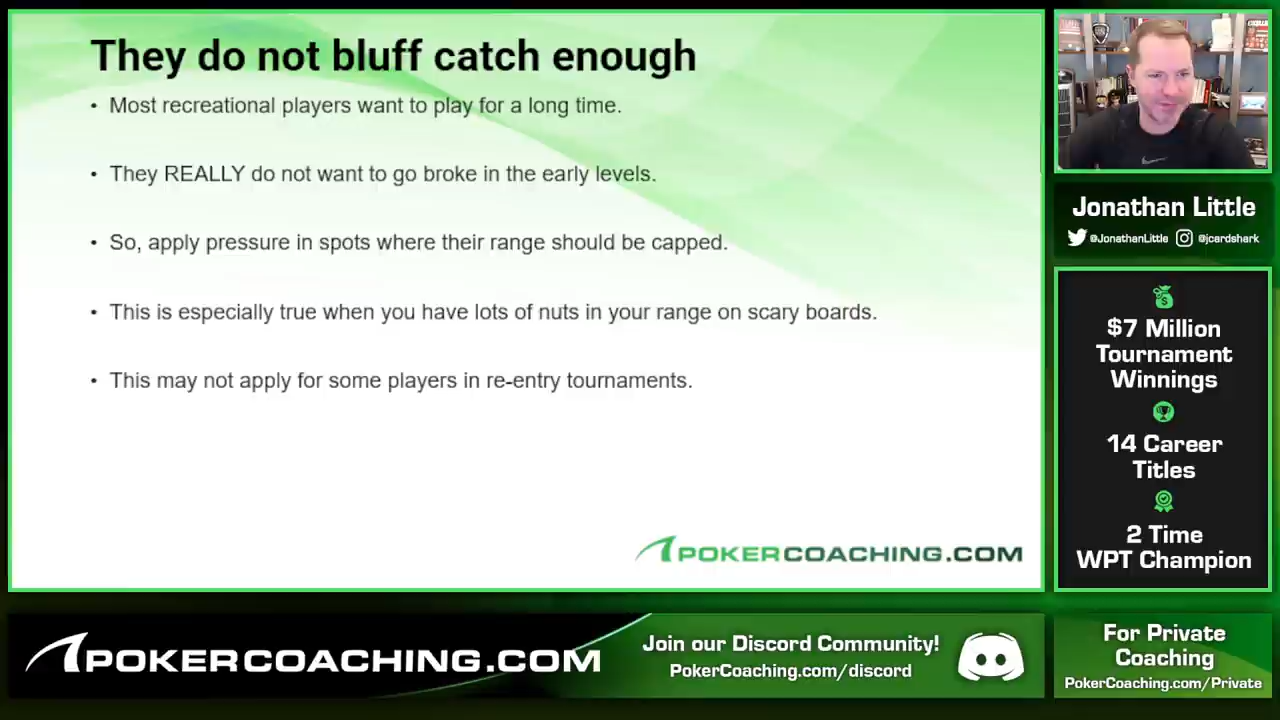 They do not bluff catch enough
• Most recreational players want to play for a long time.
• They REALLY do not want to go broke in the early levels.
• So, apply pressure in spots where their range should be capped.
• This is especially true when you have lots of nuts in your range on scary boards.
• This may not apply for some players in re-entry tournaments.
POKERCOACHING.COM
Jonathan Little
@JonathanLittle @jcardshark
$7 Million
Tournament
Winnings
14 Career
Titles
2 Time
WPT Champion
POKERCOACHING.COM
Join our Discord Community!
PokerCoaching.com/discord
For Private
Coaching
PokerCoaching.com/Private